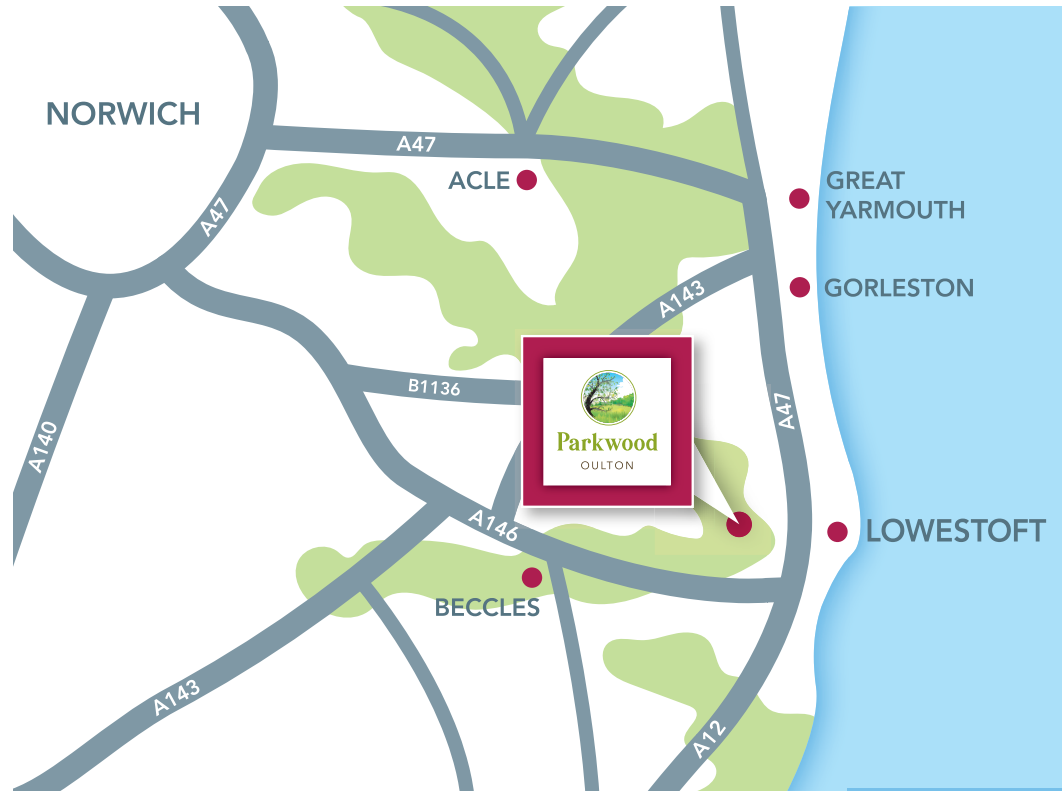 NORWICH
A47
ACLE
GREAT
YARMOUTH
A47
GORLESTON
A143
B1136
A47
Parkwood
OULTON
A140
A146
LOWESTOFT
BECCLES
A143
A12